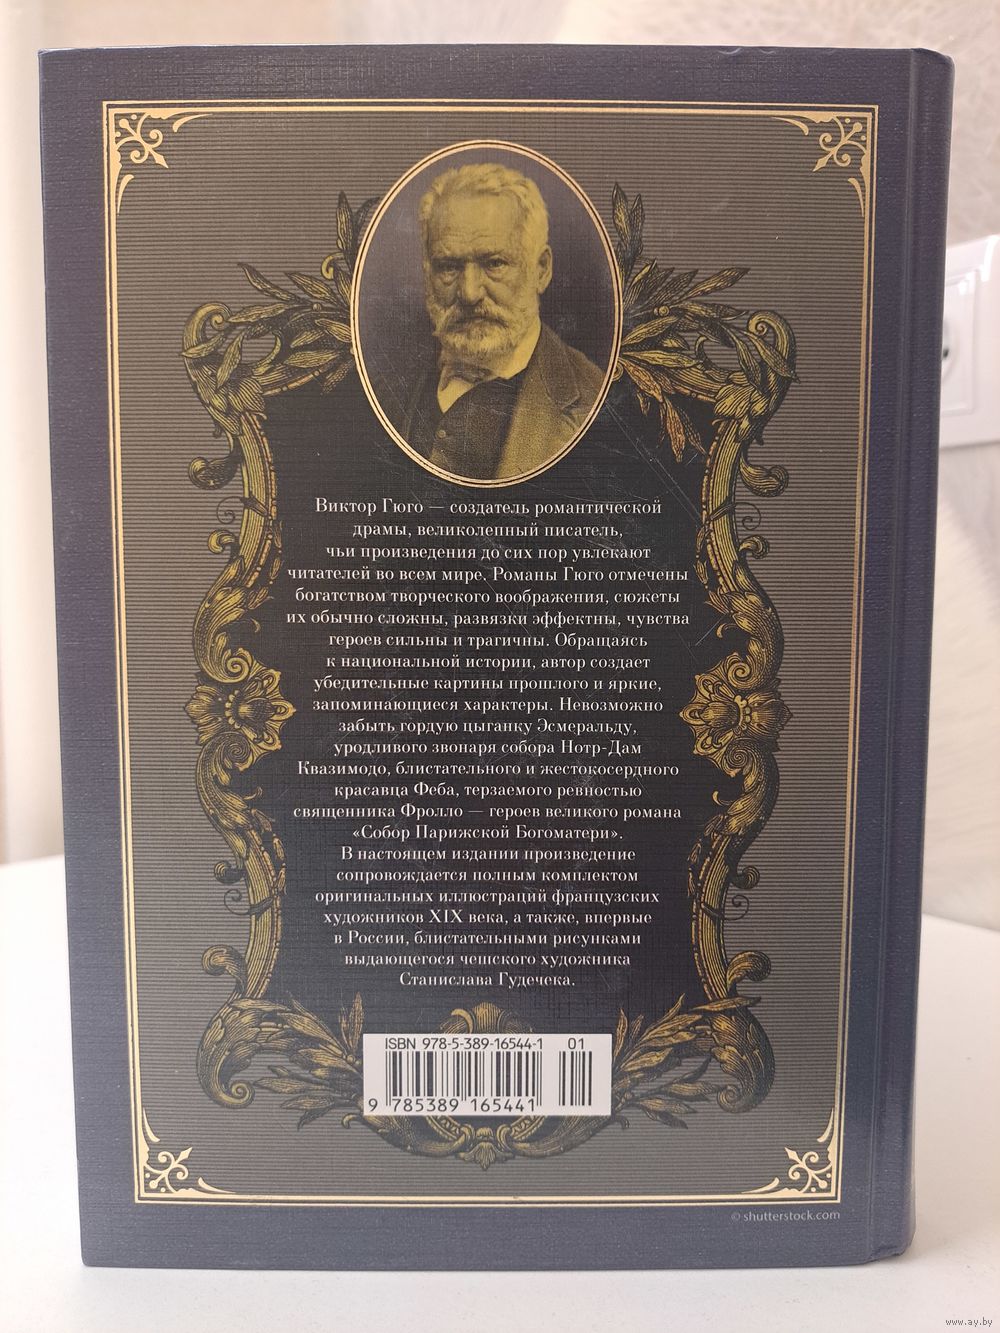 Виктор Гюго — создатель романтической
драмы, великолепный писатель,
чьи произведения до сих пор увлекают
читателей во всем мире. Романы Гюго отмечены
богатством творческого воображения, сюжеты
их обычно сложны, развязки эффектны, чувства
героев сильны и трагичны. Обращаясь
к национальной истории, автор создает
убедительные картины прошлого и яркие,
запоминающиеся характеры. Невозможно
забыть гордую цыганку Эсмеральду,
уродливого звонаря собора Нотр-Дам
Квазимодо, блистательного и жестокосердного
красавца Феба, терзаемого ревностью
священника Фролло — героев великого романа
«Собор Парижской Богоматери».
В настоящем издании произведение
сопровождается полным комплектом
оригинальных иллюстраций французских
художников XIX века, а также, впервые
в России, блистательными рисунками
выдающегося чешского художника
Станислава Гудечека.
ISBN 978-5-389-16544-1 01
9 785389 165441
© shutterstock.com
www.ay.by